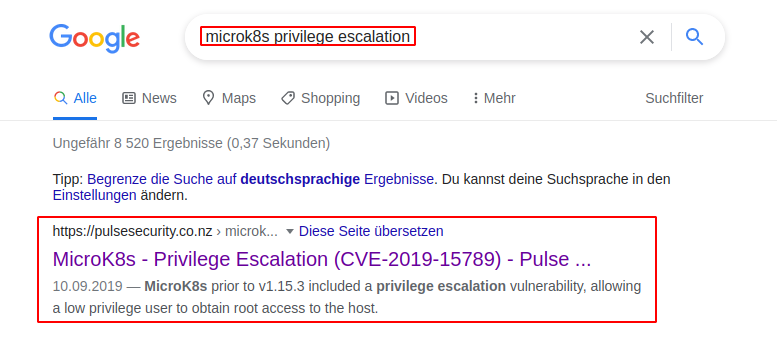 Google
microk8s privilege escalation
Alle News Maps Shopping Videos Mehr Suchfilter
Ungefähr 8 520 Ergebnisse (0,37 Sekunden)
Tipp: Begrenze die Suche auf deutschsprachige Ergebnisse. Du kannst deine Suchsprache in den
Einstellungen ändern.
https://pulsesecurity.co.nz › microk... Diese Seite übersetzen
MicroK8s - Privilege Escalation (CVE-2019-15789) - Pulse ...
10.09.2019 — MicroK8s prior to v1.15.3 included a privilege escalation vulnerability, allowing
a low privilege user to obtain root access to the host.